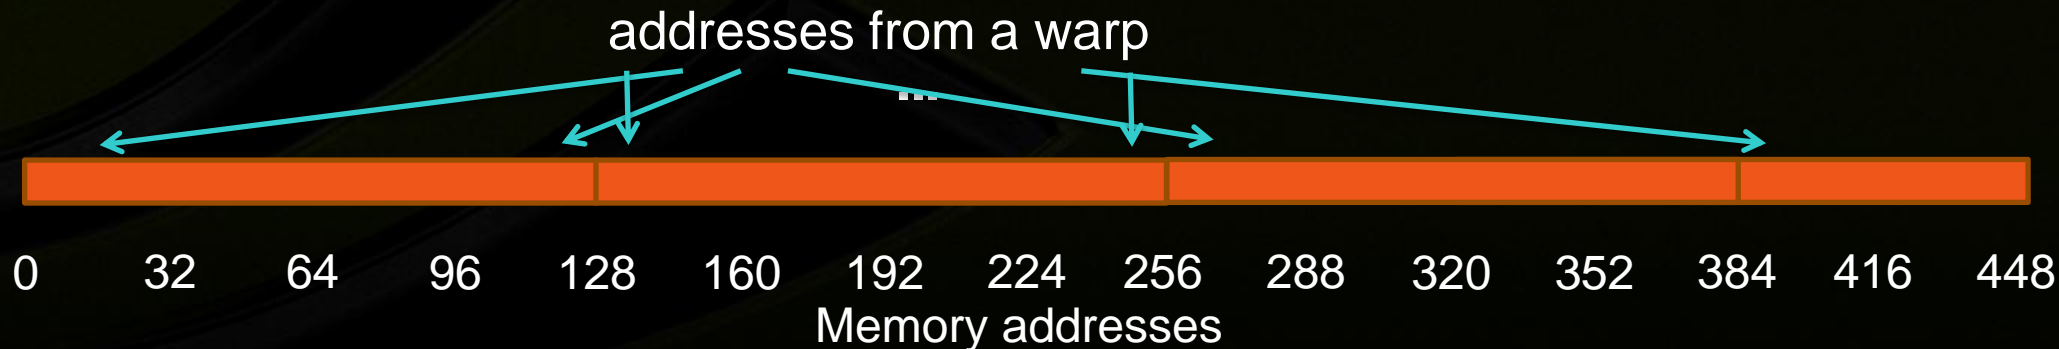 addresses from a warp
...
0 32 64 96 128 160 192 224 256 288 320 352 384 416 448
Memory addresses